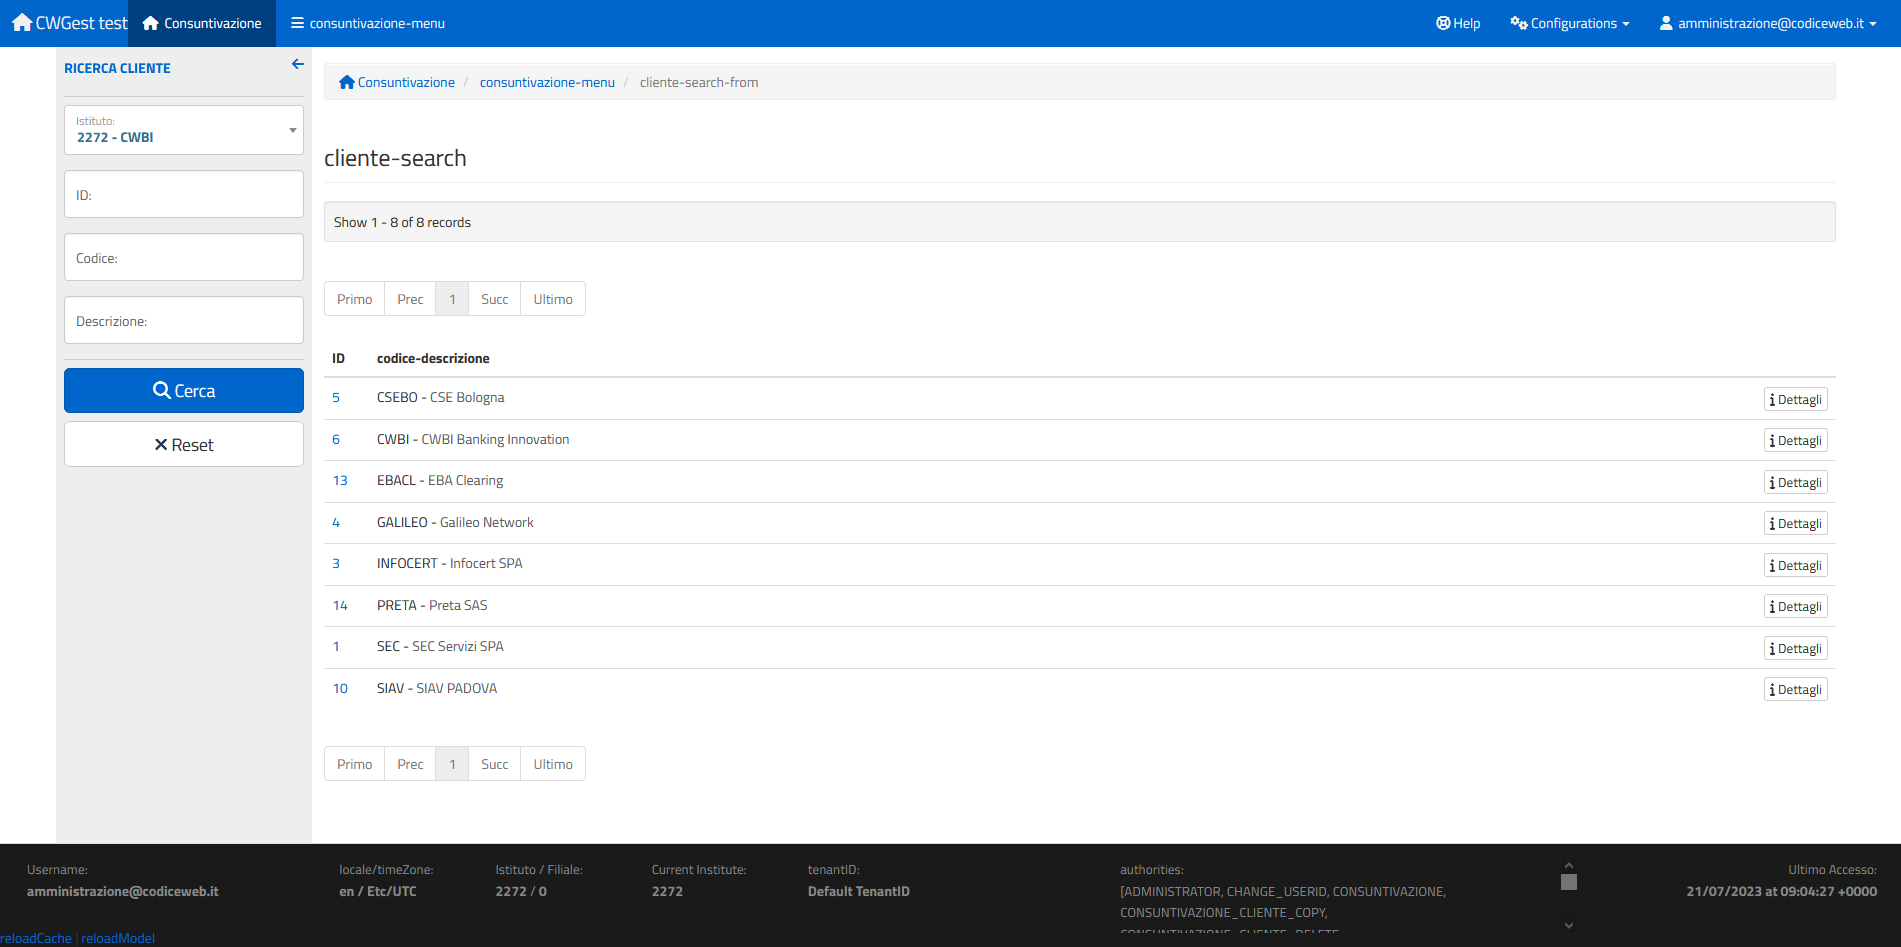 CWGest test Consuntivazione consuntivazione-menu Help Configurations amministrazione@codiceweb.it
RICERCA CLIENTE
Istituto:
2272 - CWBI
ID:
Codice:
Descrizione:
Cerca
Reset
Consuntivazione / consuntivazione-menu / cliente-search-from
cliente-search
Show 1 - 8 of 8 records
Primo Prec 1 Succ Ultimo
ID codice-descrizione
5 CSEBO - CSE Bologna Dettagli
6 CWBI - CWBI Banking Innovation Dettagli
13 EBACL - EBA Clearing Dettagli
4 GALILEO - Galileo Network Dettagli
3 INFOCERT - Infocert SPA Dettagli
14 PRETA - Preta SAS Dettagli
1 SEC - SEC Servizi SPA Dettagli
10 SIAV - SIAV PADOVA Dettagli
Primo Prec 1 Succ Ultimo
Username:
amministrazione@codiceweb.it
locale/timeZone:
en / Etc/UTC
Istituto / Filiale:
2272 / 0
Current Institute:
2272
tenantID:
Default TenantID
authorities:
[ADMINISTRATOR, CHANGE_USERID, CONSUNTIVAZIONE,
CONSUNTIVAZIONE_CLIENTE_COPY,
CONSUNTIVAZIONE_CLIENTE_DELETE
Ultimo Accesso:
21/07/2023 at 09:04:27 +0000
reloadCache | reloadModel